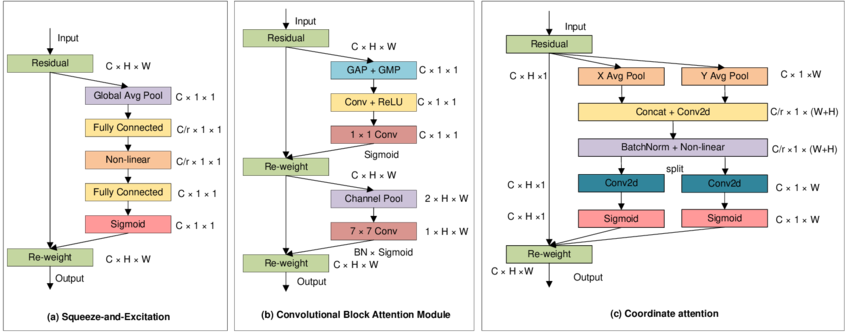 Input
Residual
C × H × W
Global Avg Pool
C × 1 × 1
Fully Connected
C/r × 1 × 1
Non-linear
C/r × 1 × 1
Fully Connected
C × 1 × 1
Sigmoid
C × 1 × 1
Re-weight
C × H × W
Output
(a) Squeeze-and-Excitation
Input
Residual
C × H × W
GAP + GMP
C × 1 × 1
Conv + ReLU
C × 1 × 1
1 × 1 Conv
C × 1 × 1
Sigmoid
Re-weight
C × H × W
Channel Pool
2 × H × W
7 × 7 Conv
1 × H × W
BN × Sigmoid
Re-weight
C × H × W
Output
(b) Convolutional Block Attention Module
Input
Residual
C × H ×1
X Avg Pool
Y Avg Pool
C × 1 ×W
Concat + Conv2d
C/r × 1 × (W+H)
BatchNorm + Non-linear
C/r ×1 × (W+H)
split
C × H ×1
Conv2d
Conv2d
C × 1 × W
C × H ×1
Sigmoid
Sigmoid
C × 1 × W
Re-weight
C × H ×W
Output
(c) Coordinate attention